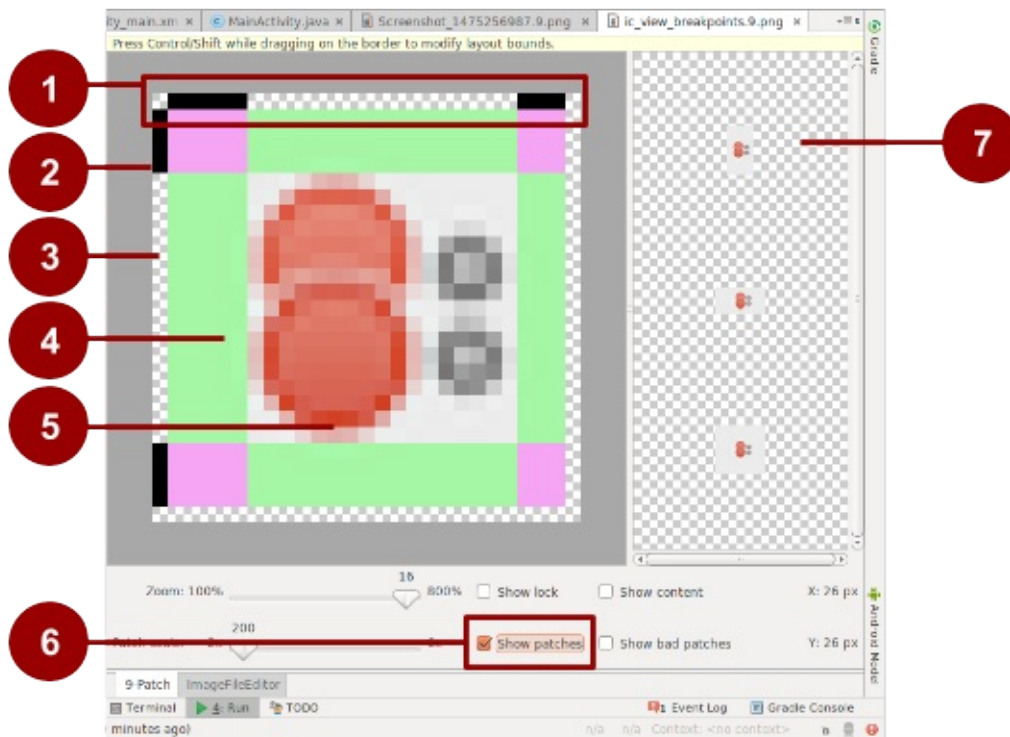 ity_main.xm × MainActivity.java × Screenshot_1475256987.9.png × ic_view_breakpoints.9.png ×
Press Control/Shift while dragging on the border to modify layout bounds.
Gradle
1
2
3
4
5
6
7
16
Zoom: 100% 800% Show lock Show content X: 26 px
200
Show patches Show bad patches Y: 26 px
Android Model
9-Patch ImageFileEditor
Terminal 4: Run TODO 1 Event Log Gradle Console
minutes ago) n/a n/a Context: <no context>